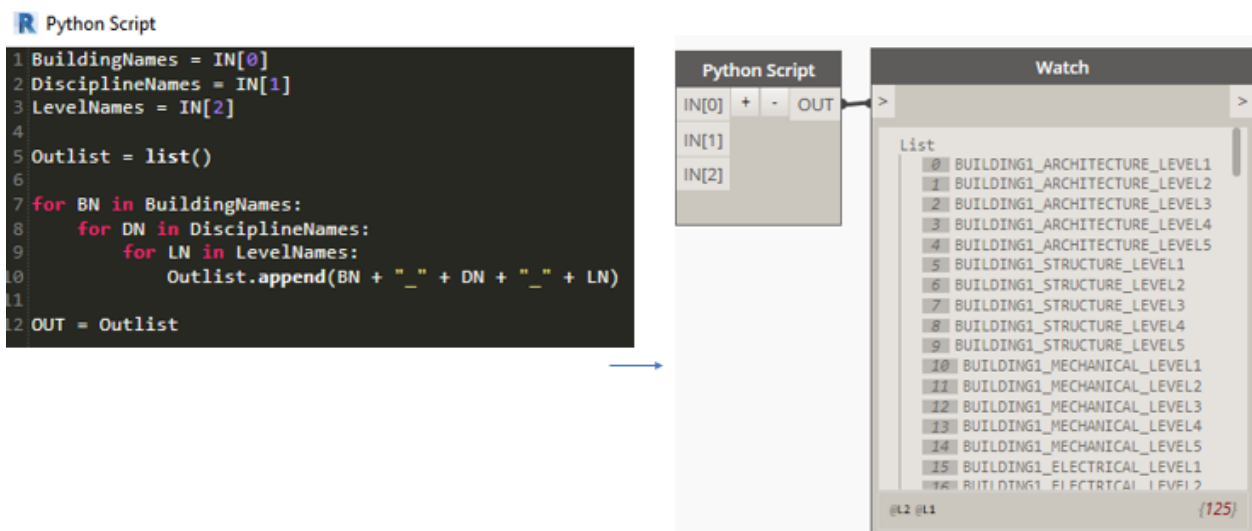 R Python Script
1 BuildingNames = IN[0]
2 DisciplineNames = IN[1]
3 LevelNames = IN[2]
4
5 Outlist = list()
6
7 for BN in BuildingNames:
8     for DN in DisciplineNames:
9         for LN in LevelNames:
10             Outlist.append(BN + "_" + DN + "_" + LN)
11
12 OUT = Outlist
Python Script
IN[0] + - OUT
IN[1]
IN[2]
Watch
> >
List
0 BUILDING1_ARCHITECTURE_LEVEL1
1 BUILDING1_ARCHITECTURE_LEVEL2
2 BUILDING1_ARCHITECTURE_LEVEL3
3 BUILDING1_ARCHITECTURE_LEVEL4
4 BUILDING1_ARCHITECTURE_LEVEL5
5 BUILDING1_STRUCTURE_LEVEL1
6 BUILDING1_STRUCTURE_LEVEL2
7 BUILDING1_STRUCTURE_LEVEL3
8 BUILDING1_STRUCTURE_LEVEL4
9 BUILDING1_STRUCTURE_LEVEL5
10 BUILDING1_MECHANICAL_LEVEL1
11 BUILDING1_MECHANICAL_LEVEL2
12 BUILDING1_MECHANICAL_LEVEL3
13 BUILDING1_MECHANICAL_LEVEL4
14 BUILDING1_MECHANICAL_LEVEL5
15 BUILDING1_ELECTRICAL_LEVEL1
16 BUILDING1_ELECTRICAL_LEVEL2
@L2 @L1 {125}